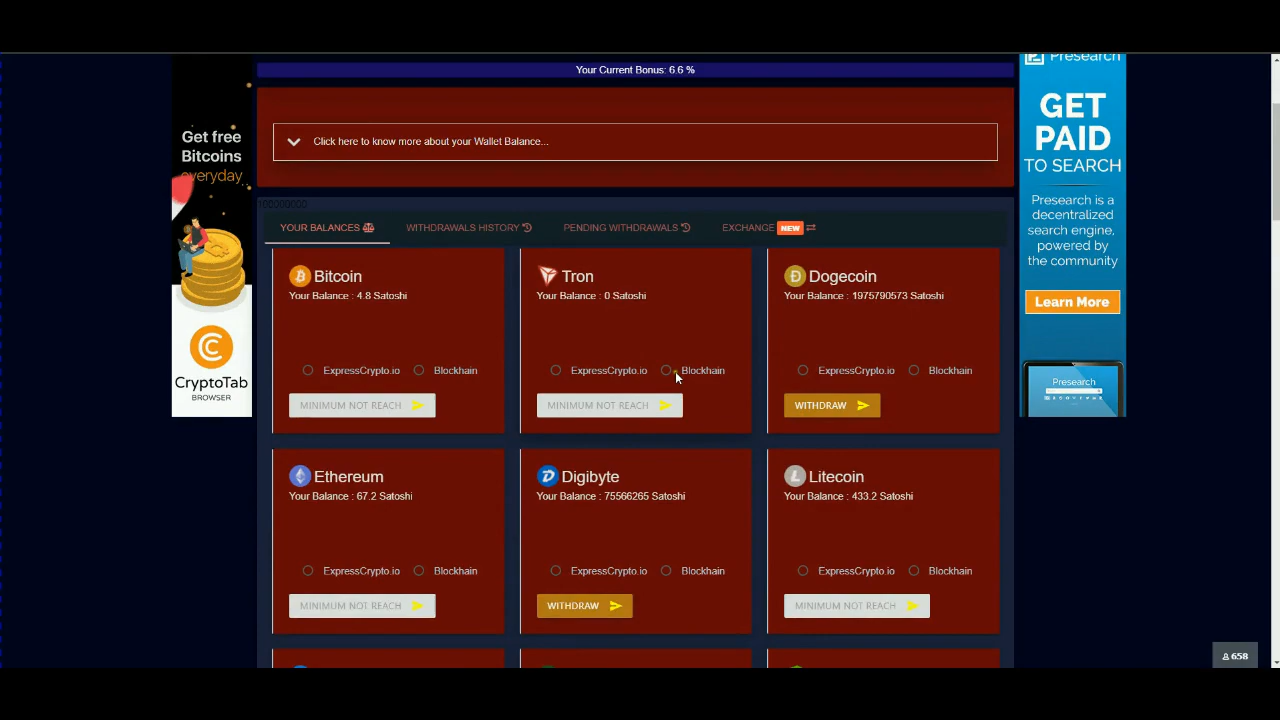 Your Current Bonus: 6.6 %
Click here to know more about your Wallet Balance...
100000000
YOUR BALANCES
WITHDRAWALS HISTORY
PENDING WITHDRAWALS
EXCHANGE NEW
Bitcoin
Your Balance : 4.8 Satoshi
ExpressCrypto.io
Blockhain
MINIMUM NOT REACH
Tron
Your Balance : 0 Satoshi
ExpressCrypto.io
Blockhain
MINIMUM NOT REACH
Dogecoin
Your Balance : 1975790573 Satoshi
ExpressCrypto.io
Blockhain
WITHDRAW
Ethereum
Your Balance : 67.2 Satoshi
ExpressCrypto.io
Blockhain
MINIMUM NOT REACH
Digibyte
Your Balance : 75566265 Satoshi
ExpressCrypto.io
Blockhain
WITHDRAW
Litecoin
Your Balance : 433.2 Satoshi
ExpressCrypto.io
Blockhain
MINIMUM NOT REACH
Get free
Bitcoins
everyday
CryptoTab
BROWSER
Presearch
GET
PAID
TO SEARCH
Presearch is a
decentralized
search engine,
powered by
the community
Learn More
Presearch
658